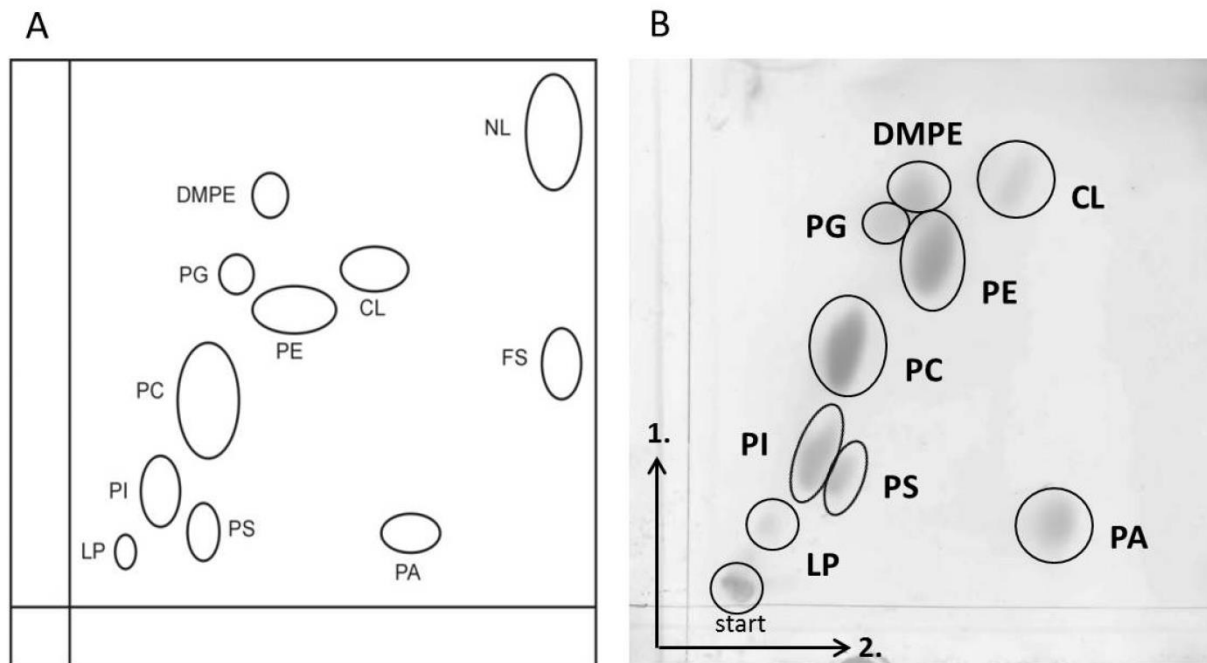 A
NL
DMPE
PG
CL
PE
FS
PC
PI
PS
LP
PA
B
DMPE
CL
PG
PE
PC
1.
PI
PS
LP
PA
start
2.